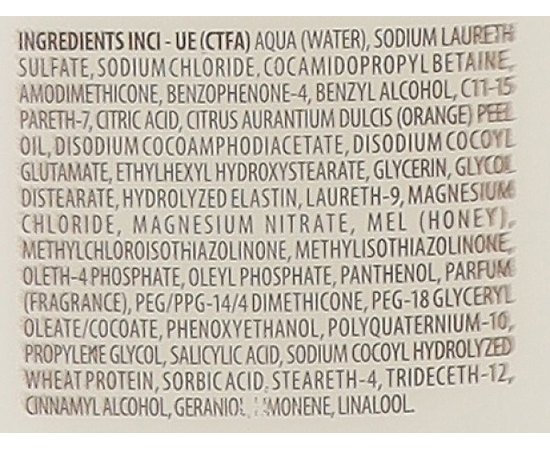 INGREDIENTS INCI - UE (CTFA) AQUA (WATER), SODIUM LAURETH
SULFATE, SODIUM CHLORIDE, COCAMIDOPROPYL BETAINE,
AMODIMETHICONE, BENZOPHENONE-4, BENZYL ALCOHOL, C11-15
PARETH-7, CITRIC ACID, CITRUS AURANTIUM DULCIS (ORANGE) PEEL
OIL, DISODIUM COCOAMPHODIACETATE, DISODIUM COCOYL
GLUTAMATE, ETHYLHEXYL HYDROXYSTEARATE, GLYCERIN, GLYCOL
DISTEARATE, HYDROLYZED ELASTIN, LAURETH-9, MAGNESIUM
CHLORIDE, MAGNESIUM NITRATE, MEL (HONEY),
METHYLCHLOROISOTHIAZOLINONE, METHYLISOTHIAZOLINONE,
OLETH-4 PHOSPHATE, OLEYL PHOSPHATE, PANTHENOL, PARFUM
(FRAGRANCE), PEG/PPG-14/4 DIMETHICONE, PEG-18 GLYCERYL
OLEATE/COCOATE, PHENOXYETHANOL, POLYQUATERNIUM-10,
PROPYLENE GLYCOL, SALICYLIC ACID, SODIUM COCOYL HYDROLYZED
WHEAT PROTEIN, SORBIC ACID, STEARETH-4, TRIDECETH-12,
CINNAMYL ALCOHOL, GERANIOL, LIMONENE, LINALOOL.